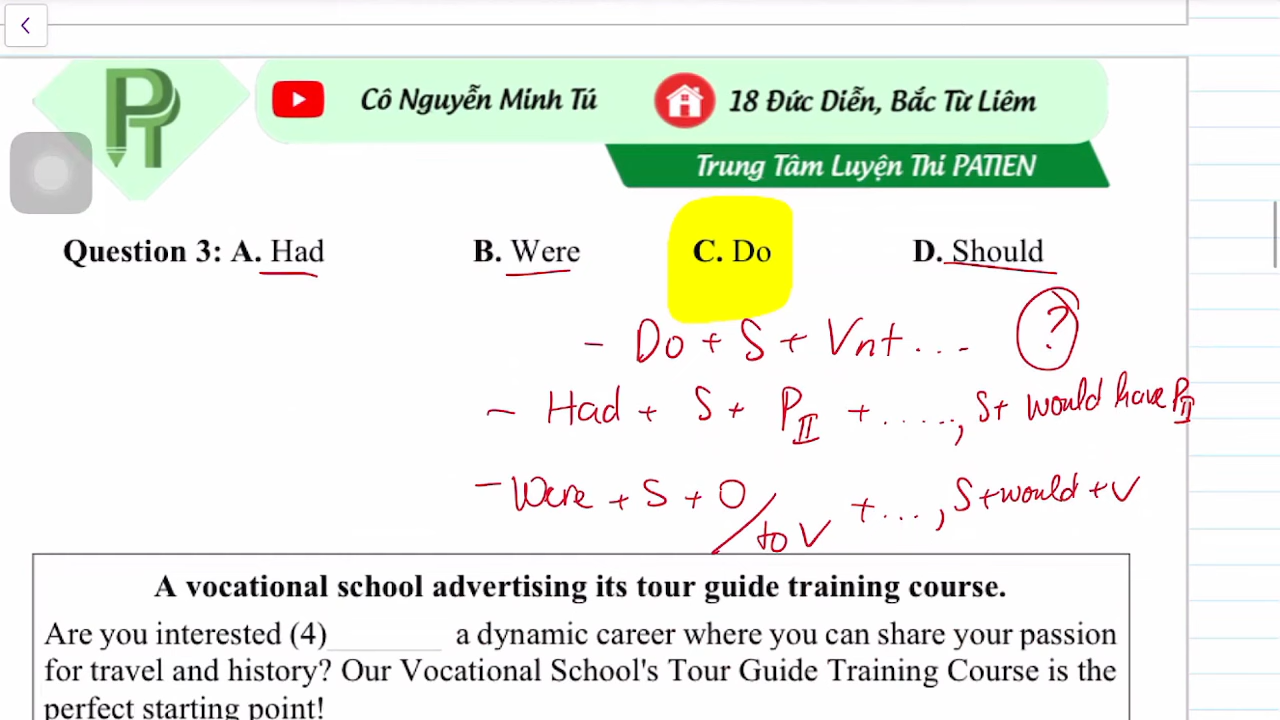 PT
Cô Nguyễn Minh Tú
18 Đức Diễn, Bắc Từ Liêm
Trung Tâm Luyện Thi PATIEN
Question 3: A. Had B. Were C. Do D. Should
- Do + S + Vnt ... ?
- Had + S + PII + ....., S+ would have PII
- Were + S + O/to V +..., S+would+V
A vocational school advertising its tour guide training course.
Are you interested (4)________ a dynamic career where you can share your passion
for travel and history? Our Vocational School's Tour Guide Training Course is the
perfect starting point!